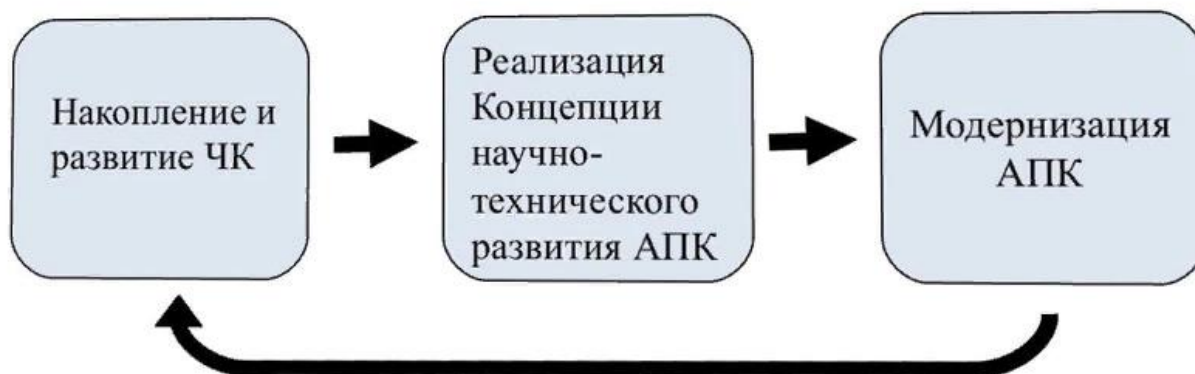 Накопление и
развитие ЧК
Реализация
Концепции
научно-
технического
развития АПК
Модернизация
АПК